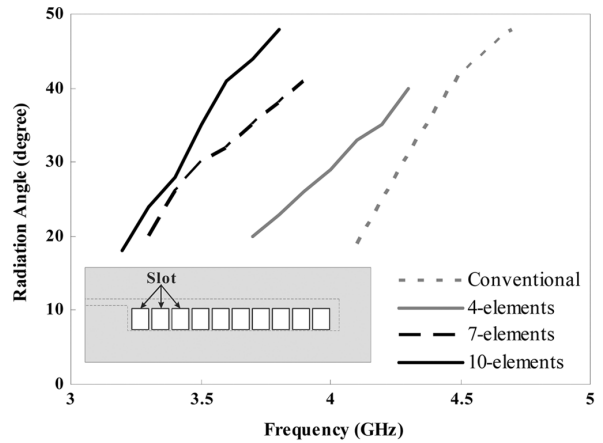 50
40
30
20
10
0
Radiation Angle (degree)
Slot
Conventional
4-elements
7-elements
10-elements
3
3.5
4
4.5
5
Frequency (GHz)